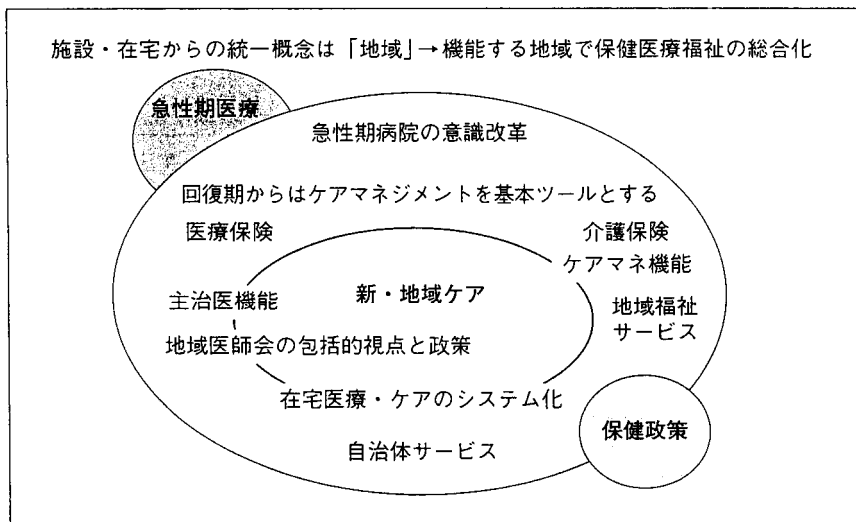 施設・在宅からの統一概念は「地域」→機能する地域で保健医療福祉の総合化
急性期医療
急性期病院の意識改革
回復期からはケアマネジメントを基本ツールとする
医療保険
介護保険
ケアマネ機能
主治医機能
新・地域ケア
地域福祉
サービス
地域医師会の包括的視点と政策
在宅医療・ケアのシステム化
保健政策
自治体サービス